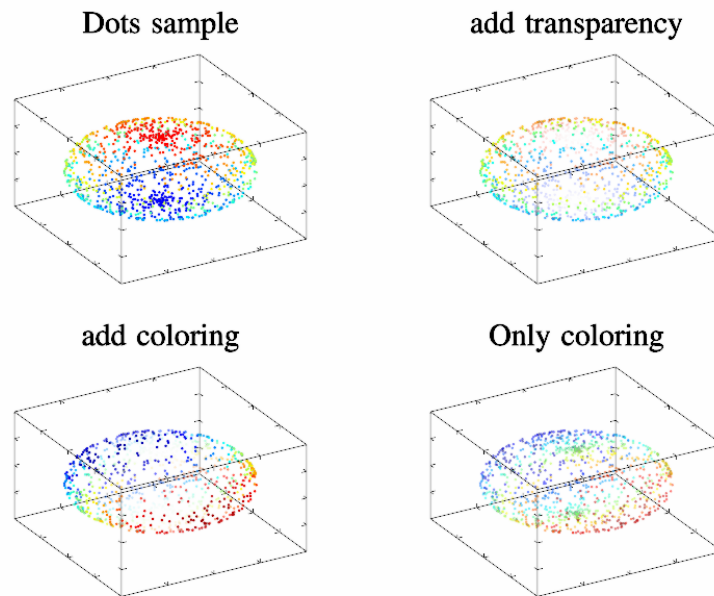 Dots sample
add transparency
add coloring
Only coloring